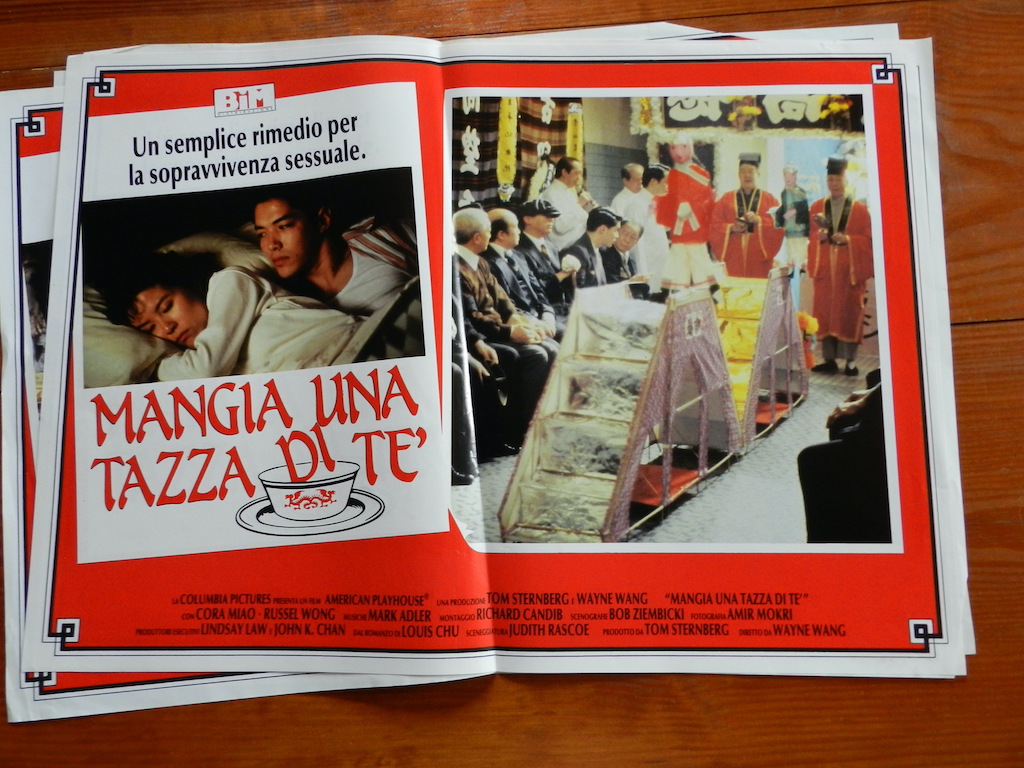 BiM
Un semplice rimedio per
la sopravvivenza sessuale.
MANGIA UNA
TAZZA DI TE'
LA COLUMBIA PICTURES PRESENTA UN FILM AMERICAN PLAYHOUSE® UNA PRODUZIONE TOM STERNBERG E WAYNE WANG "MANGIA UNA TAZZA DI TE'"
CON CORA MIAO - RUSSEL WONG MUSICHE MARK ADLER MONTAGGIO RICHARD CANDIB SCENOGRAFIE BOB ZIEMBICKI FOTOGRAFIA AMIR MOKRI
PRODUTTORI ESECUTIVI LINDSAY LAW E JOHN K. CHAN DAL ROMANZO DI LOUIS CHU SCENEGGIATURA JUDITH RASCOE PRODOTTO DA TOM STERNBERG DIRETTO DA WAYNE WANG